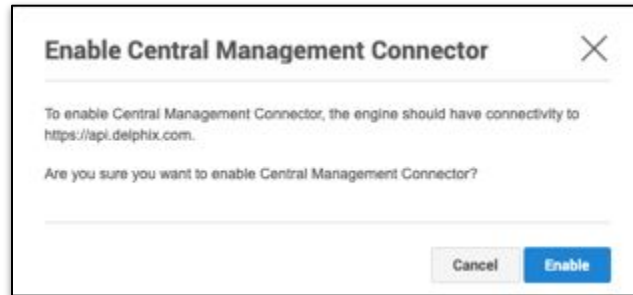 Enable Central Management Connector
To enable Central Management Connector, the engine should have connectivity to
https://api.delphix.com.
Are you sure you want to enable Central Management Connector?
Cancel Enable